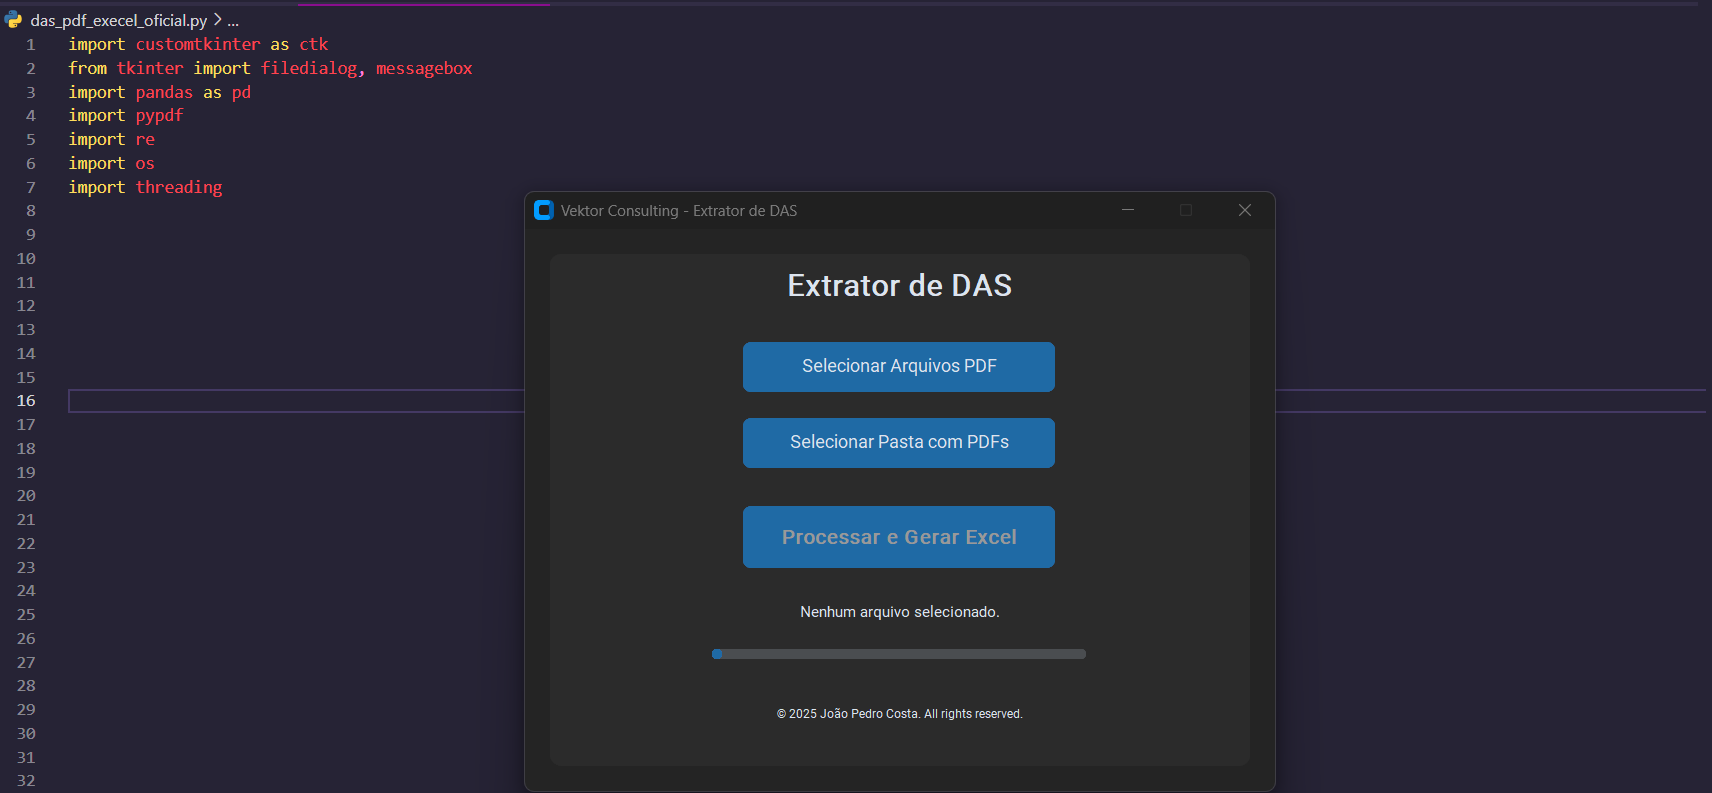 das_pdf_execel_oficial.py > ...
1 import customtkinter as ctk
2 from tkinter import filedialog, messagebox
3 import pandas as pd
4 import pypdf
5 import re
6 import os
7 import threading
8
9
10
11
12
13
14
15
16
17
18
19
20
21
22
23
24
25
26
27
28
29
30
31
32
Vektor Consulting - Extrator de DAS
Extrator de DAS
Selecionar Arquivos PDF
Selecionar Pasta com PDFs
Processar e Gerar Excel
Nenhum arquivo selecionado.
© 2025 João Pedro Costa. All rights reserved.